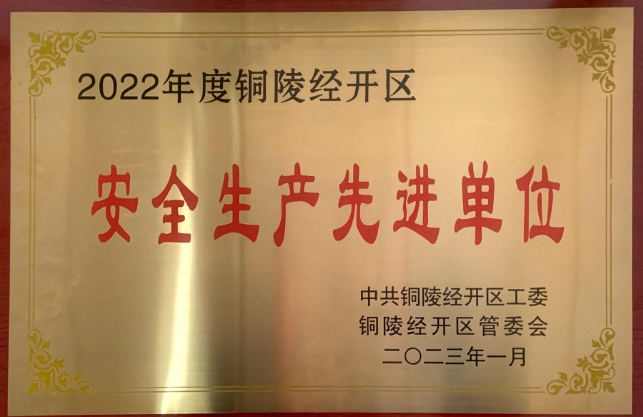 2022年度铜陵经开区
安全生产先进单位
中共铜陵经开区工委
铜陵经开区管委会
二〇二三年一月